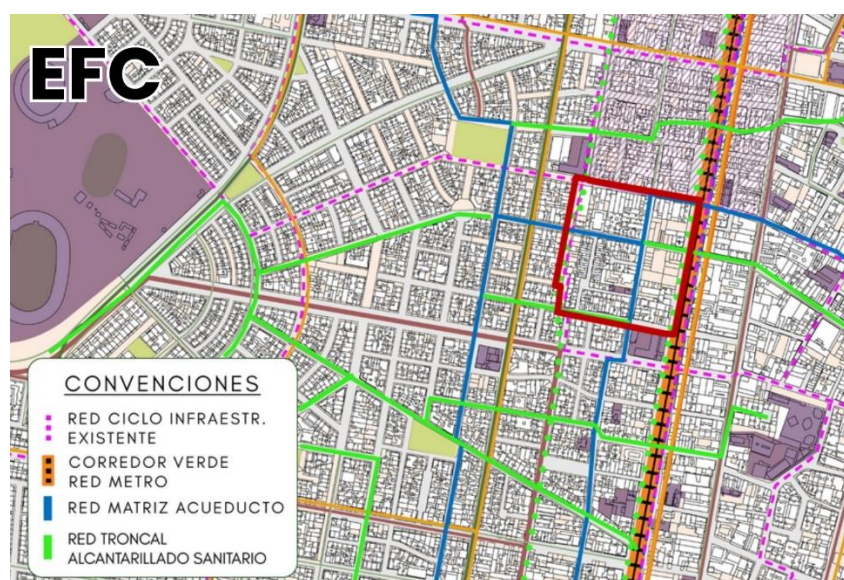 EFC
CONVENCIONES
RED CICLO INFRAESTR.
EXISTENTE
CORREDOR VERDE
RED METRO
RED MATRIZ ACUEDUCTO
RED TRONCAL
ALCANTARILLADO SANITARIO